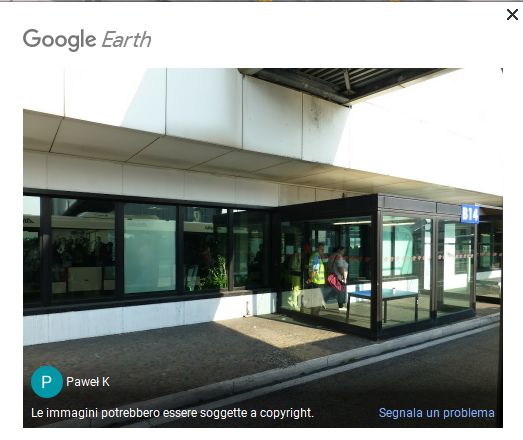 Google Earth
B14
P Paweł K
Le immagini potrebbero essere soggette a copyright.
Segnala un problema